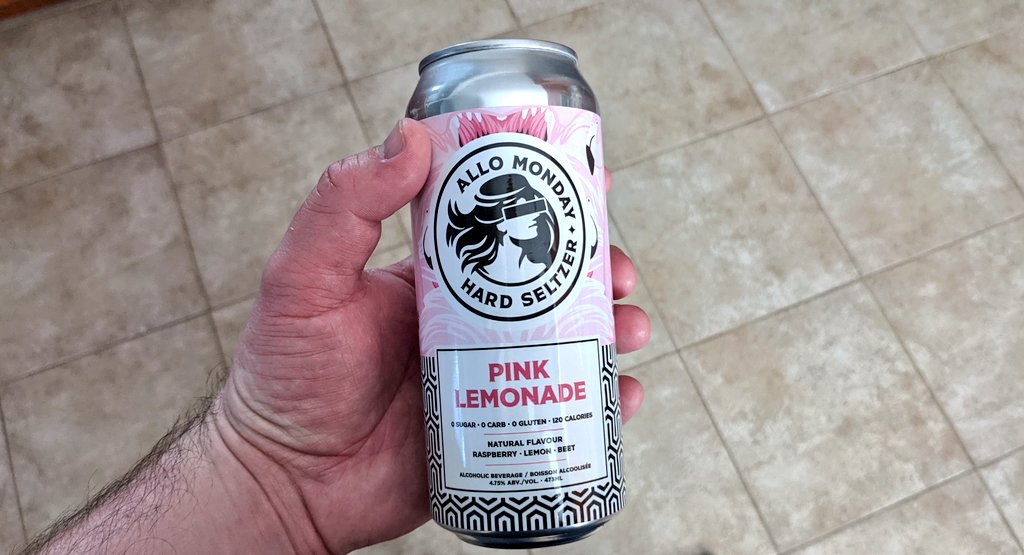 ALLO MONDAY
HARD SELTZER
PINK
LEMONADE
0 SUGAR · 0 CARB · 0 GLUTEN · 120 CALORIES
NATURAL FLAVOUR
RASPBERRY · LEMON · BEET
ALCOHOLIC BEVERAGE / BOISSON ALCOOLISÉE
4.75% ABV./VOL. · 473ML